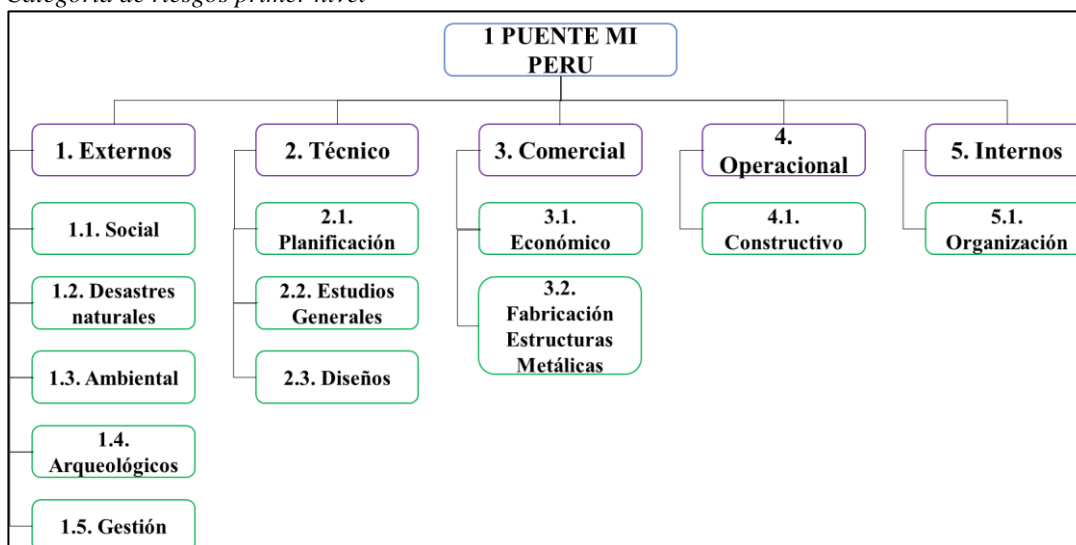 Categoría de riesgos primer nivel
1 PUENTE MI
PERU
1. Externos
2. Técnico
3. Comercial
4.
Operacional
5. Internos
1.1. Social
2.1.
Planificación
3.1.
Económico
4.1.
Constructivo
5.1.
Organización
1.2. Desastres
naturales
2.2. Estudios
Generales
3.2.
Fabricación
Estructuras
Metálicas
1.3. Ambiental
2.3. Diseños
1.4.
Arqueológicos
1.5. Gestión